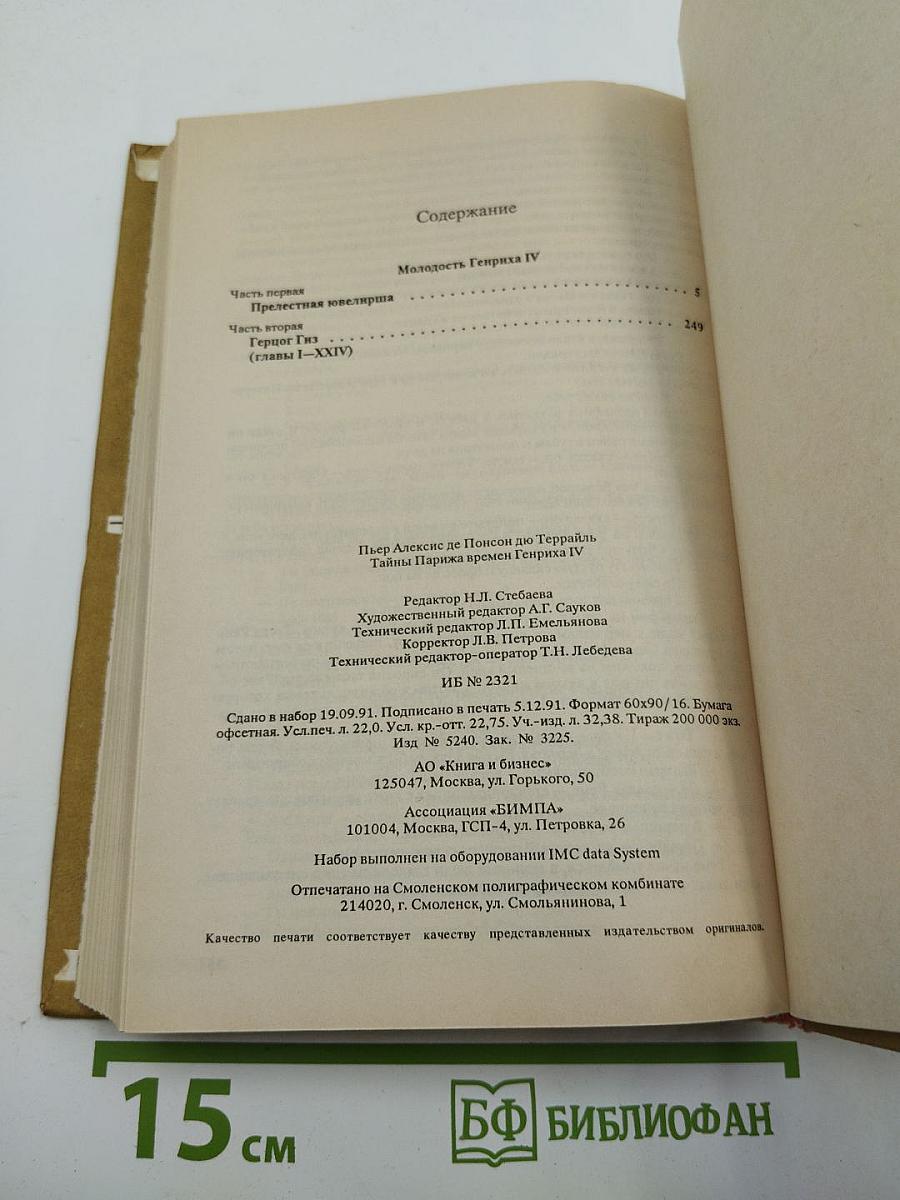 Содержание
Молодость Генриха IV
Часть первая
Прелестная ювелирша . . . . . . . . . . . . . . . . . . . . . . . . . . . . 5
Часть вторая
Герцог Гиз . . . . . . . . . . . . . . . . . . . . . . . . . . . . . . . . . . 249
(главы I—XXIV)
Пьер Алексис де Понсон дю Террайль
Тайны Парижа времен Генриха IV
Редактор Н.Л. Стебаева
Художественный редактор А.Г. Сауков
Технический редактор Л.П. Емельянова
Корректор Л.В. Петрова
Технический редактор-оператор Т.Н. Лебедева
ИБ № 2321
Сдано в набор 19.09.91. Подписано в печать 5.12.91. Формат 60х90/16. Бумага
офсетная. Усл.печ. л. 22,0. Усл. кр.-отт. 22,75. Уч.-изд. л. 32,38. Тираж 200 000 экз.
Изд № 5240. Зак. № 3225.
АО «Книга и бизнес»
125047, Москва, ул. Горького, 50
Ассоциация «БИМПА»
101004, Москва, ГСП-4, ул. Петровка, 26
Набор выполнен на оборудовании IMC data System
Отпечатано на Смоленском полиграфическом комбинате
214020, г. Смоленск, ул. Смольянинова, 1
Качество печати соответствует качеству представленных издательством оригиналов.
15 см
БФ БИБЛИОФАН